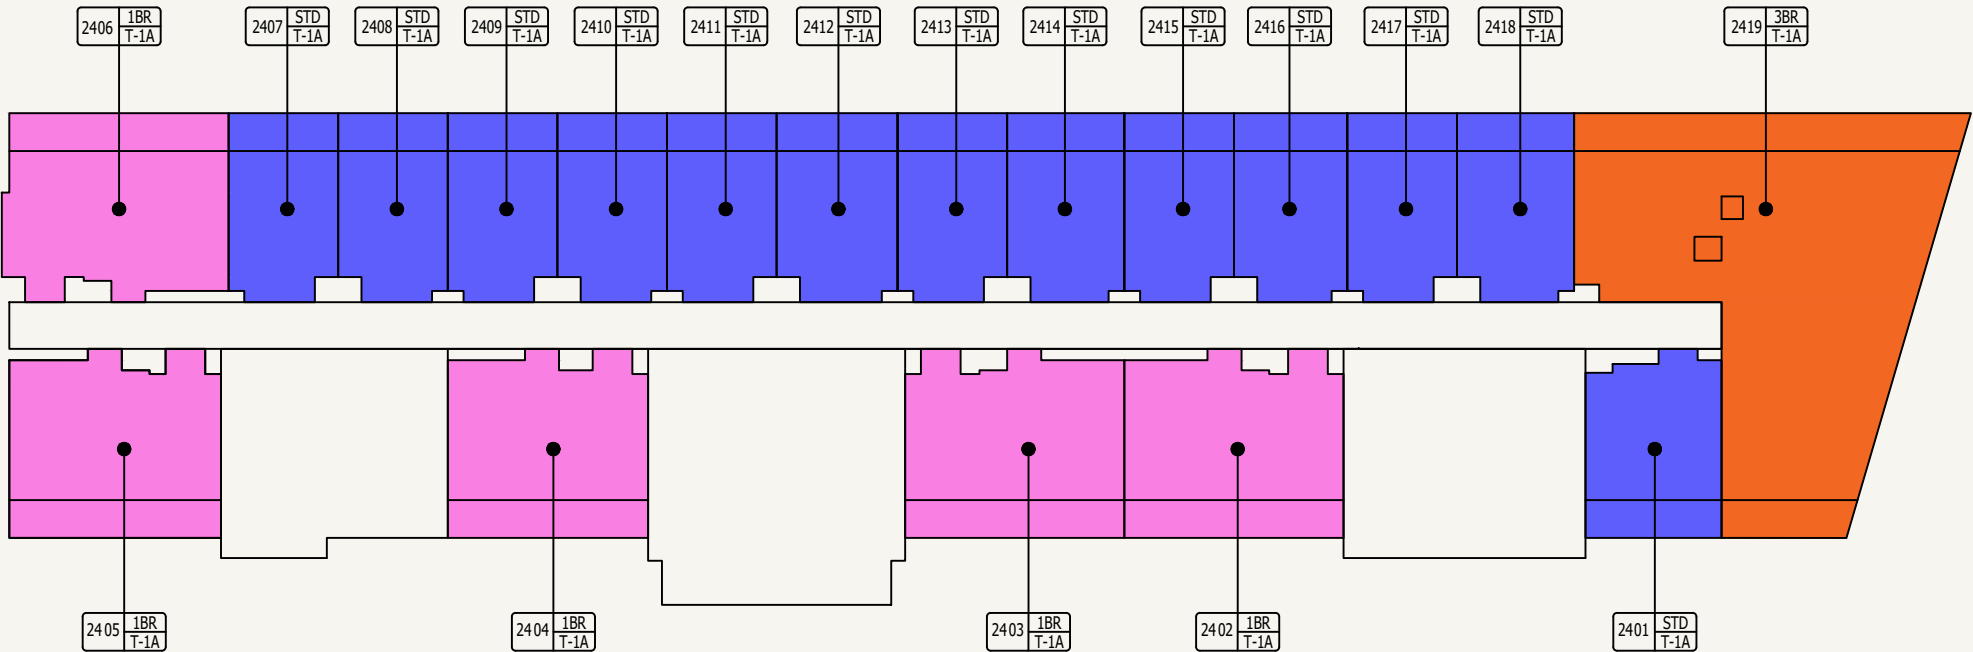 2406 1BR T-1A
2407 STD T-1A
2408 STD T-1A
2409 STD T-1A
2410 STD T-1A
2411 STD T-1A
2412 STD T-1A
2413 STD T-1A
2414 STD T-1A
2415 STD T-1A
2416 STD T-1A
2417 STD T-1A
2418 STD T-1A
2419 3BR T-1A
2405 1BR T-1A
2404 1BR T-1A
2403 1BR T-1A
2402 1BR T-1A
2401 STD T-1A